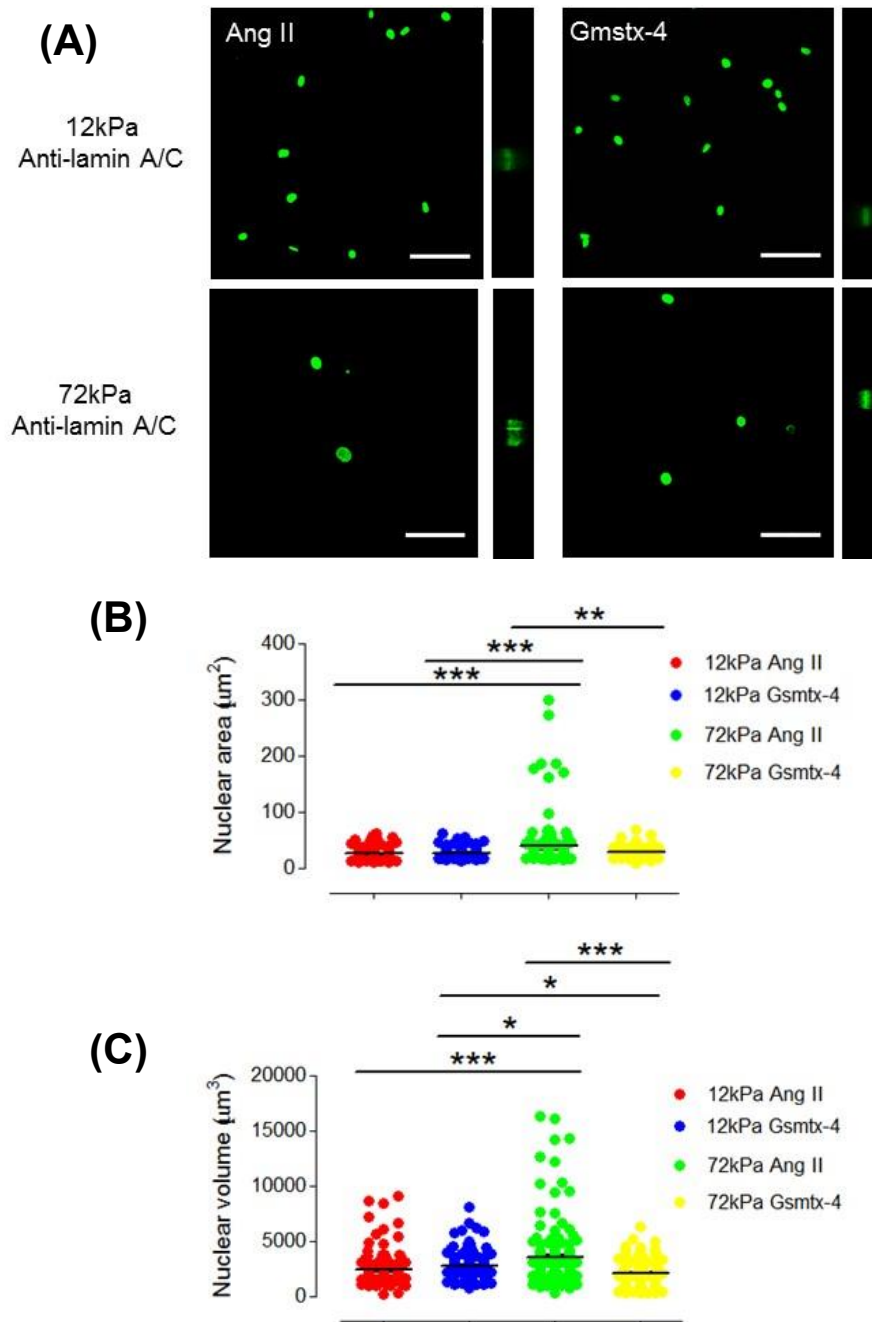 (A)
Ang II
Gmstx-4
12kPa
Anti-lamin A/C
72kPa
Anti-lamin A/C
(B)
**
***
***
Nuclear area (µm²)
400
300
200
100
0
12kPa Ang II
12kPa Gsmtx-4
72kPa Ang II
72kPa Gsmtx-4
(C)
***
*
*
***
Nuclear volume (µm³)
20000
15000
10000
5000
0
12kPa Ang II
12kPa Gsmtx-4
72kPa Ang II
72kPa Gsmtx-4